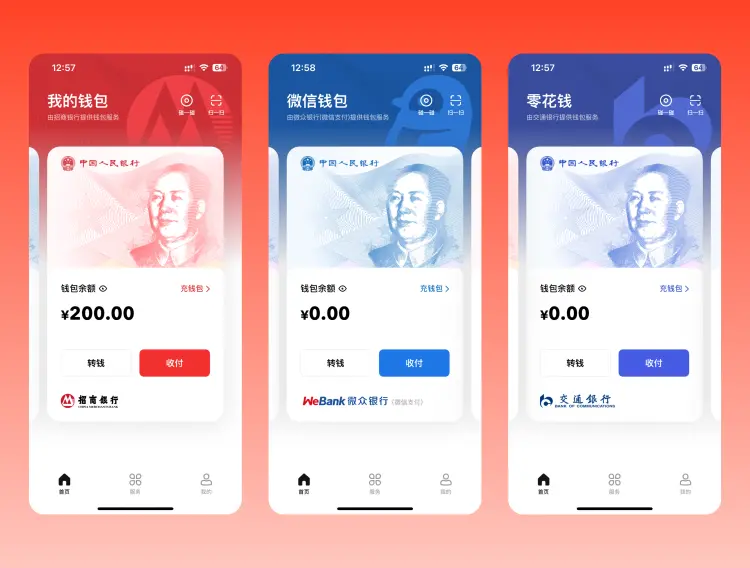 12:57
64
我的钱包
由招商银行提供钱包服务
碰一碰
扫一扫
中国人民银行
钱包余额
充钱包
¥200.00
转钱
收付
招商银行
CHINA MERCHANTS BANK
首页
服务
我的
12:58
64
微信钱包
由微众银行(微信支付)提供钱包服务
碰一碰
扫一扫
中国人民银行
钱包余额
充钱包
¥0.00
转钱
收付
WeBank 微众银行 (微信支付)
首页
服务
我的
12:57
64
零花钱
由交通银行提供钱包服务
碰一碰
扫一扫
中国人民银行
钱包余额
充钱包
¥0.00
转钱
收付
交通银行
BANK OF COMMUNICATIONS
首页
服务
我的